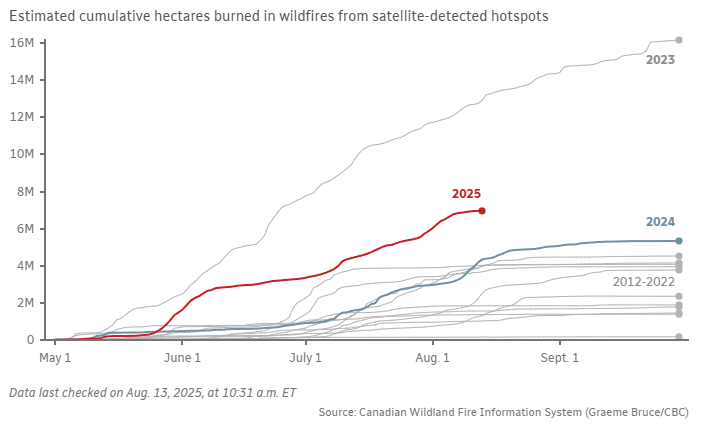 Estimated cumulative hectares burned in wildfires from satellite-detected hotspots
16M
2023
14M
12M
10M
8M
2025
6M
2024
4M
2012-2022
2M
0
May 1 June 1 July 1 Aug. 1 Sept. 1
Data last checked on Aug. 13, 2025, at 10:31 a.m. ET
Source: Canadian Wildland Fire Information System (Graeme Bruce/CBC)